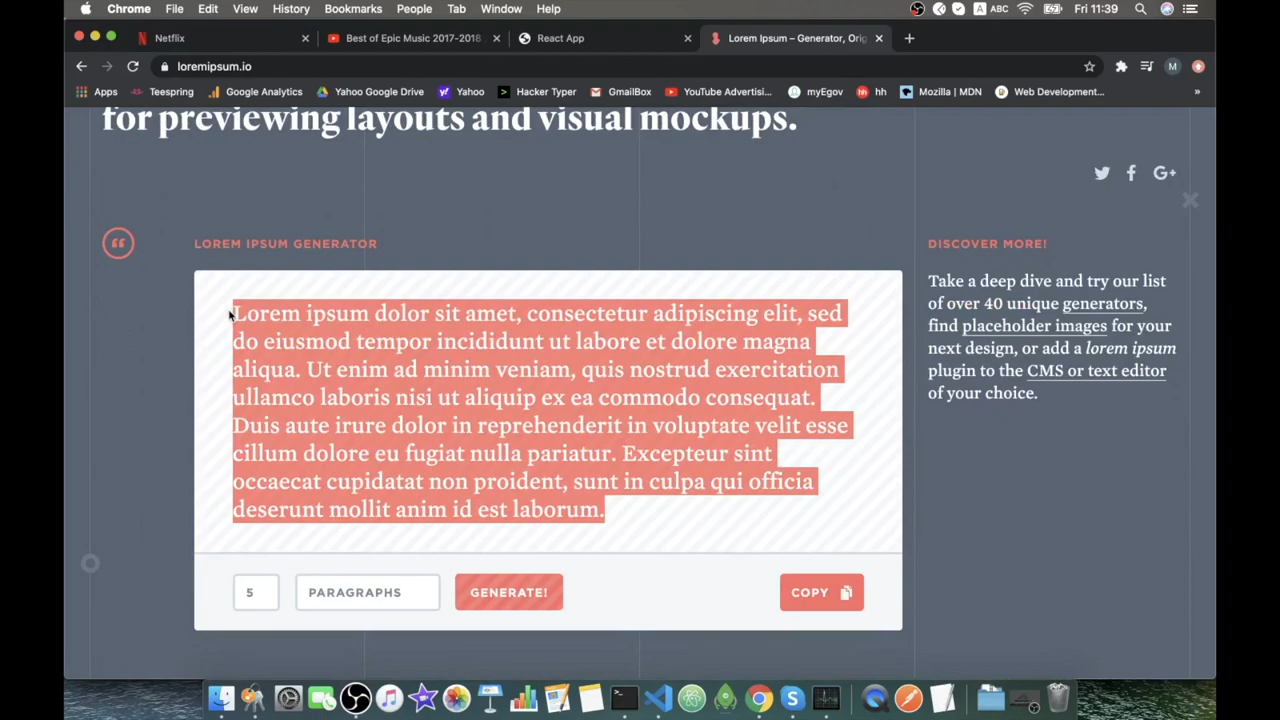 Chrome File Edit View History Bookmarks People Tab Window Help A ABC Fri 11:39
Netflix Best of Epic Music 2017-2018 React App Lorem Ipsum – Generator, Orig
loremipsum.io M
Apps Teespring Google Analytics Yahoo Google Drive Yahoo Hacker Typer GmailBox YouTube Advertisi... myEgov hh hh Mozilla | MDN Web Development... »
for previewing layouts and visual mockups.
LOREM IPSUM GENERATOR
Lorem ipsum dolor sit amet, consectetur adipiscing elit, sed
do eiusmod tempor incididunt ut labore et dolore magna
aliqua. Ut enim ad minim veniam, quis nostrud exercitation
ullamco laboris nisi ut aliquip ex ea commodo consequat.
Duis aute irure dolor in reprehenderit in voluptate velit esse
cillum dolore eu fugiat nulla pariatur. Excepteur sint
occaecat cupidatat non proident, sunt in culpa qui officia
deserunt mollit anim id est laborum.
5 PARAGRAPHS GENERATE! COPY
DISCOVER MORE!
Take a deep dive and try our list
of over 40 unique generators,
find placeholder images for your
next design, or add a lorem ipsum
plugin to the CMS or text editor
of your choice.